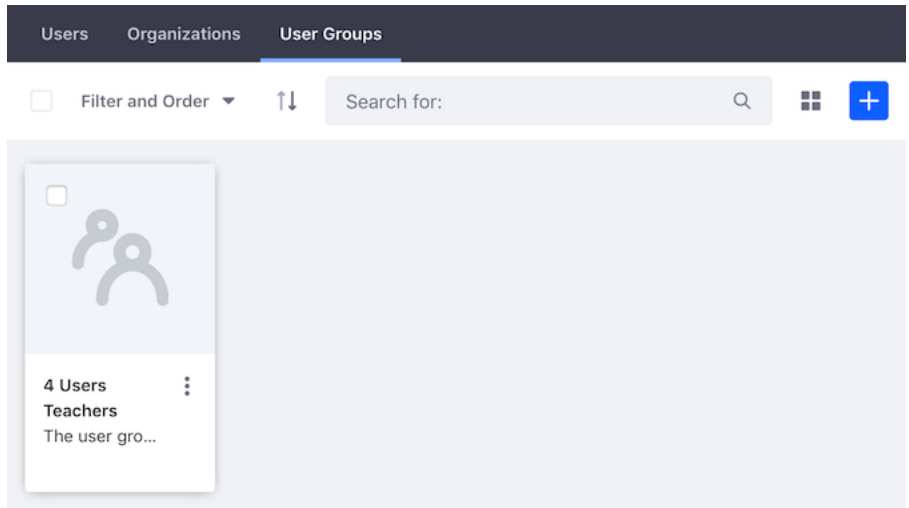 Users Organizations User Groups
Filter and Order Search for:
4 Users
Teachers
The user gro...